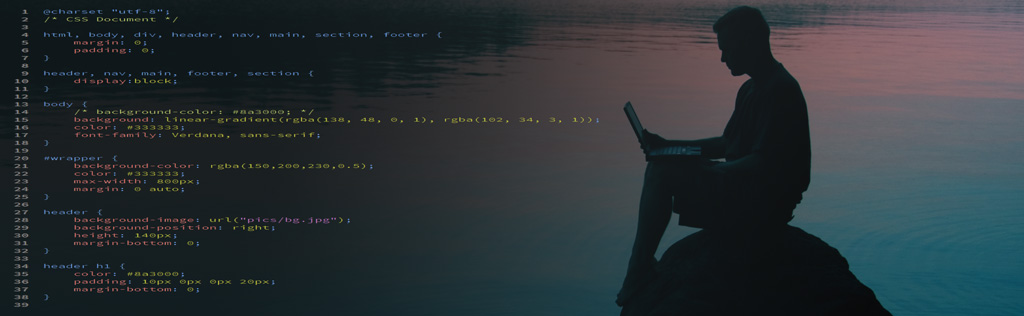 1 @charset "utf-8";
2 /* CSS Document */
3
4 html, body, div, header, nav, main, section, footer {
5 margin: 0;
6 padding: 0;
7 }
8
9 header, nav, main, footer, section {
10 display:block;
11 }
12
13 body {
14 /* background-color: #8a3000; */
15 background: linear-gradient(rgba(138, 48, 0, 1), rgba(102, 34, 3, 1));
16 color: #333333;
17 font-family: Verdana, sans-serif;
18 }
19
20 #wrapper {
21 background-color: rgba(150,200,230,0.5);
22 color: #333333;
23 max-width: 800px;
24 margin: 0 auto;
25 }
26
27 header {
28 background-image: url("pics/bg.jpg");
29 background-position: right;
30 height: 140px;
31 margin-bottom: 0;
32 }
33
34 header h1 {
35 color: #8a3000;
36 padding: 10px 0px 0px 20px;
37 margin-bottom: 0;
38 }
39